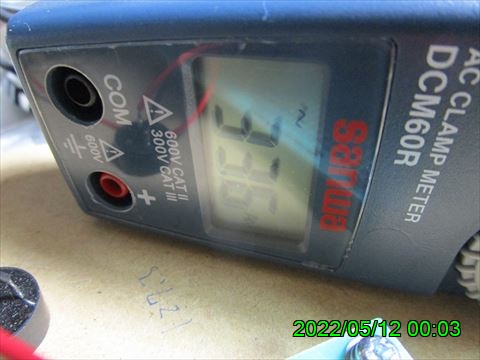 AC CLAMP METER
DCM60R
sanwa
600V CAT II
300V CAT III
COM
600V
+
2022/05/12 00:03